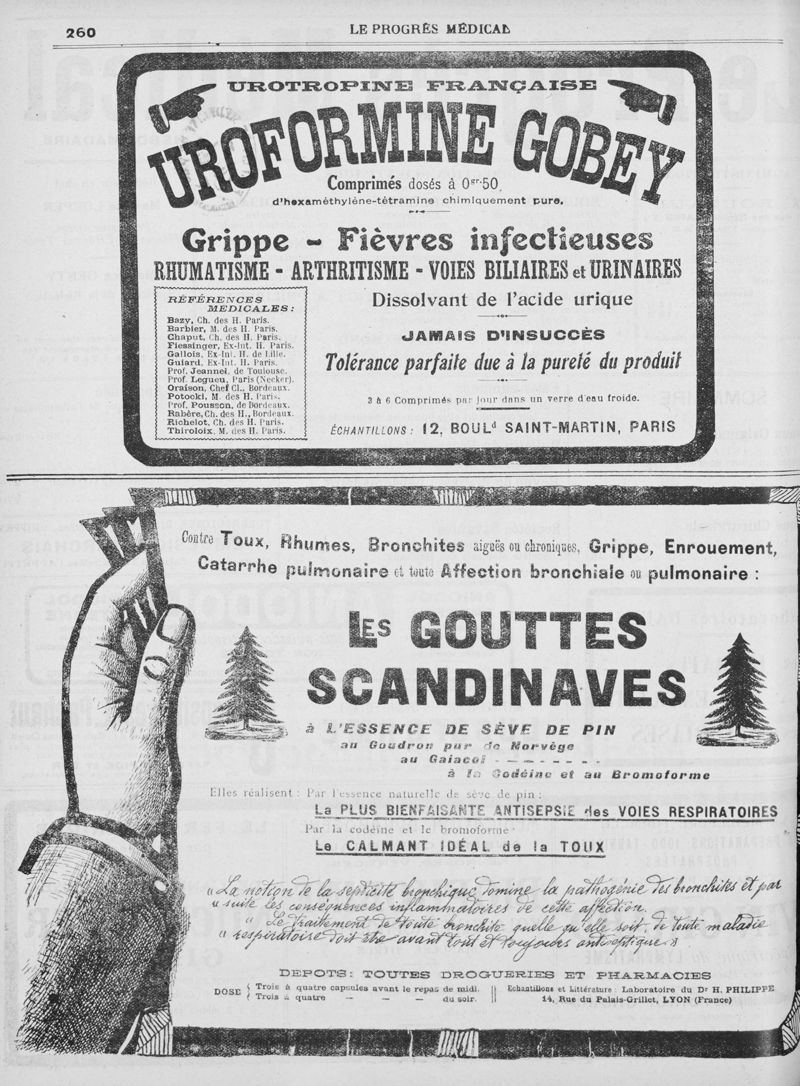 260
LE PROGRÈS MÉDICAL
UROTROPINE FRANÇAISE
UROFORMINE GOBEY
Comprimés dosés à 0gr.50,
d'hexaméthylène-tétramine chimiquement pure.
Grippe - Fièvres infectieuses
RHUMATISME - ARTHRITISME - VOIES BILIAIRES et URINAIRES
RÉFÉRENCES
MEDICALES:
Bazy, Ch. des H. Paris.
Barbier, M. des H. Paris.
Chaput, Ch. des H. Paris.
Fiessinger, Ex-Int. H. Paris.
Gallois, Ex-Int. H. de Lille.
Guiard, Ex-Int. H. Paris.
Prof. Jeannel, de Toulouse.
Prof. Legueu, Paris (Necker).
Oraison, Chef Cl., Bordeaux.
Potocki, M. des H. Paris.
Prof. Pousson, de Bordeaux.
Rabère, Ch. des H., Bordeaux.
Richelot, Ch. des H. Paris.
Thiroloix, M. des H. Paris.
Dissolvant de l'acide urique
JAMAIS D'INSUCCÈS
Tolérance parfaite due à la pureté du produit
3 à 6 Comprimés par jour dans un verre d'eau froide.
ÉCHANTILLONS : 12, BOULd SAINT-MARTIN, PARIS
Contre Toux, Rhumes, Bronchites aiguës ou chroniques, Grippe, Enrouement,
Catarrhe pulmonaire et toute Affection bronchiale ou pulmonaire :
LES GOUTTES
SCANDINAVES
à L'ESSENCE DE SÈVE DE PIN
au Goudron pur de Norvège
au Gaiacol - - - - - - -
à la Codéine et au Bromoforme
Elles réalisent : Par l'essence naturelle de sève de pin :
La PLUS BIENFAISANTE ANTISEPSIE des VOIES RESPIRATOIRES
Par la codéine et le bromoforme :
Le CALMANT IDÉAL de la TOUX
"La notion de la septicité bronchique domine la pathogénie des bronchites et par
"suite les conséquences inflammatoires de cette affection.
"Le traitement de toute bronchite quelle qu'elle soit, de toute maladie
"respiratoire doit être avant tout et toujours antiseptique."
DEPOTS: TOUTES DROGUERIES ET PHARMACIES
DOSE { Trois à quatre capsules avant le repas de midi. || Echantillons et Littérature : Laboratoire du Dr H. PHILIPPE
{ Trois à quatre — — — du soir. || 14, Rue du Palais-Grillet, LYON (France)